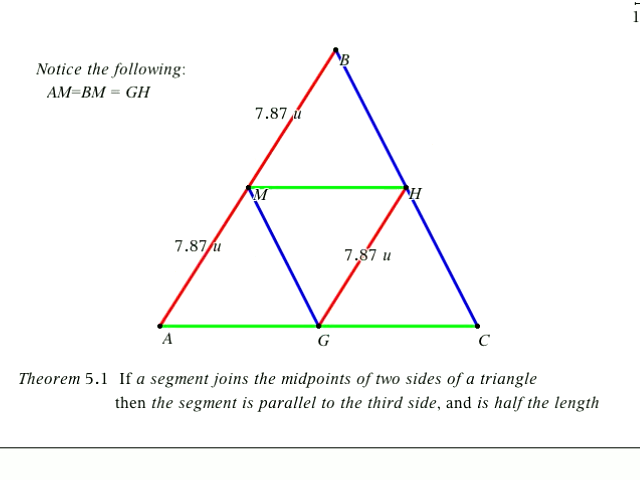 1
Notice the following:
AM=BM = GH
B
7.87 u
M
H
7.87 u
7.87 u
A
G
C
Theorem 5.1 If a segment joins the midpoints of two sides of a triangle
then the segment is parallel to the third side, and is half the length